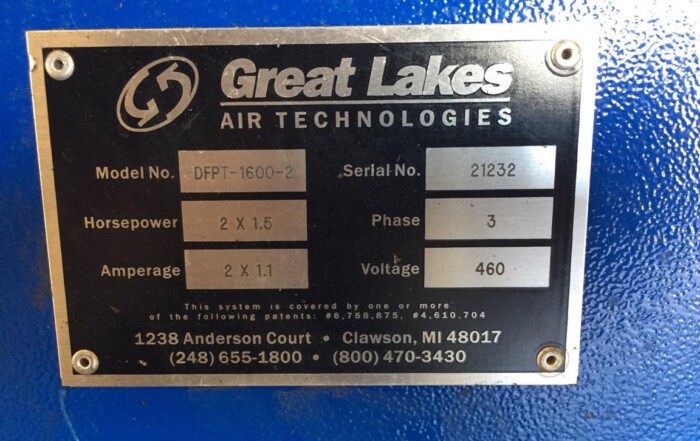 Great Lakes
AIR TECHNOLOGIES
Model No. DFPT-1600-2 Serial No. 21232
Horsepower 2 X 1.5 Phase 3
Amperage 2 X 1.1 Voltage 460
This system is covered by one or more
of the following patents: #6,758,875, #4,610,704
1238 Anderson Court • Clawson, MI 48017
(248) 655-1800 • (800) 470-3430